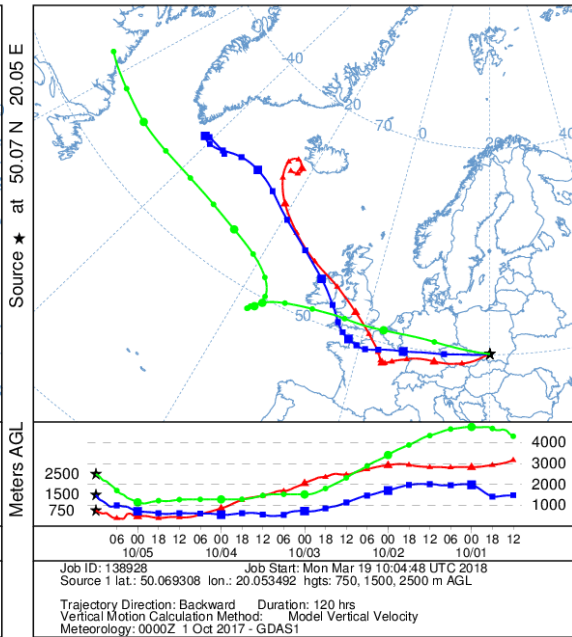 Source ★ at 50.07 N 20.05 E
40
20
70
0
20
40
50
Meters AGL
2500
1500
750
4000
3000
2000
1000
06 00 18 12 06 00 18 12 06 00 18 12 06 00 18 12 06 00 18 12
10/05 10/04 10/03 10/02 10/01
Job ID: 138928 Job Start: Mon Mar 19 10:04:48 UTC 2018
Source 1 lat.: 50.069308 lon.: 20.053492 hgts: 750, 1500, 2500 m AGL
Trajectory Direction: Backward Duration: 120 hrs
Vertical Motion Calculation Method: Model Vertical Velocity
Meteorology: 0000Z 1 Oct 2017 - GDAS1